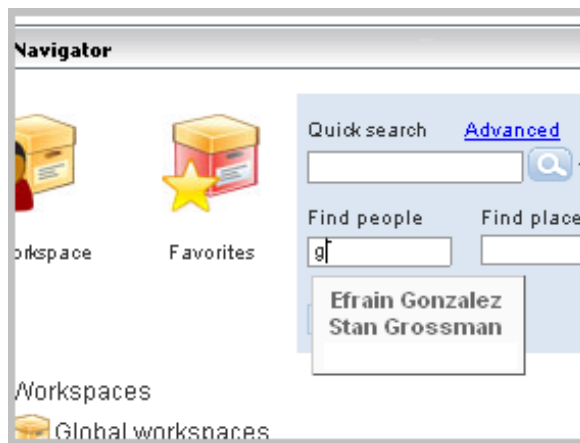 Navigator
Quick search Advanced
Find people Find place
orkspace Favorites
g
Efrain Gonzalez
Stan Grossman
Workspaces
Global workspaces